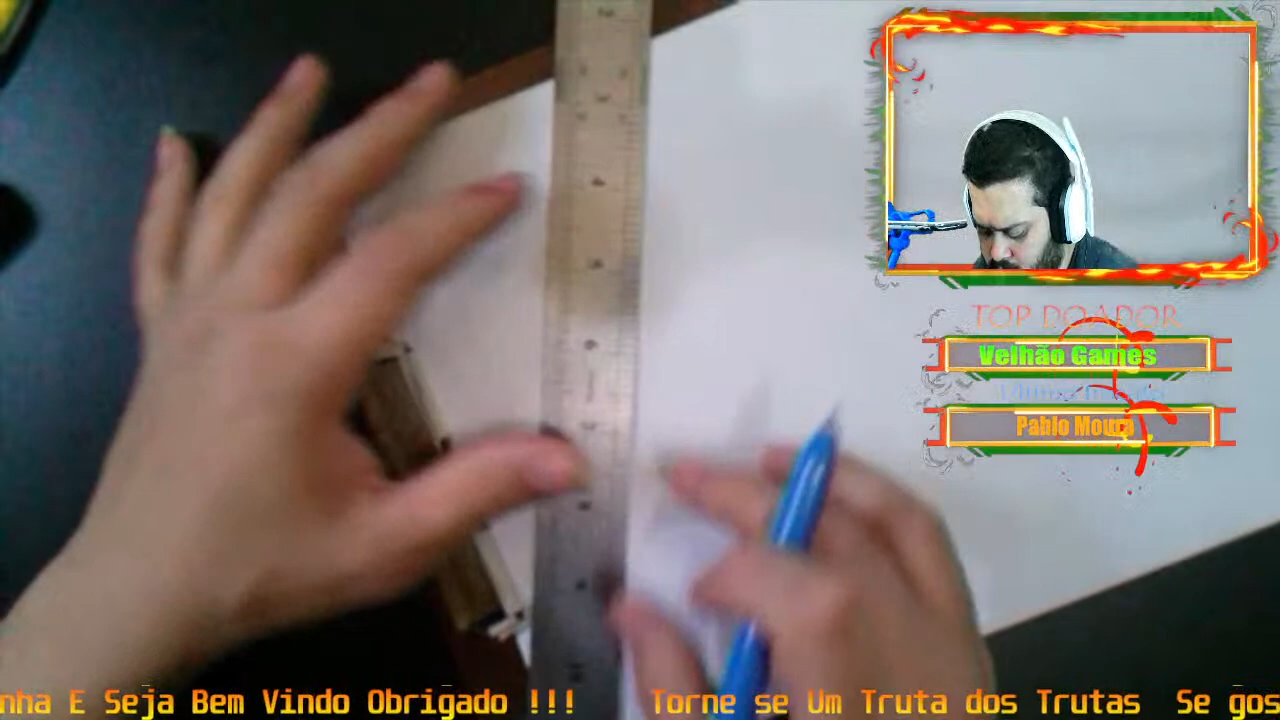 TOP DOADOR
Velhão Games
Pablo Moura
nha E Seja Bem Vindo Obrigado !!! Torne se Um Truta dos Trutas Se gos